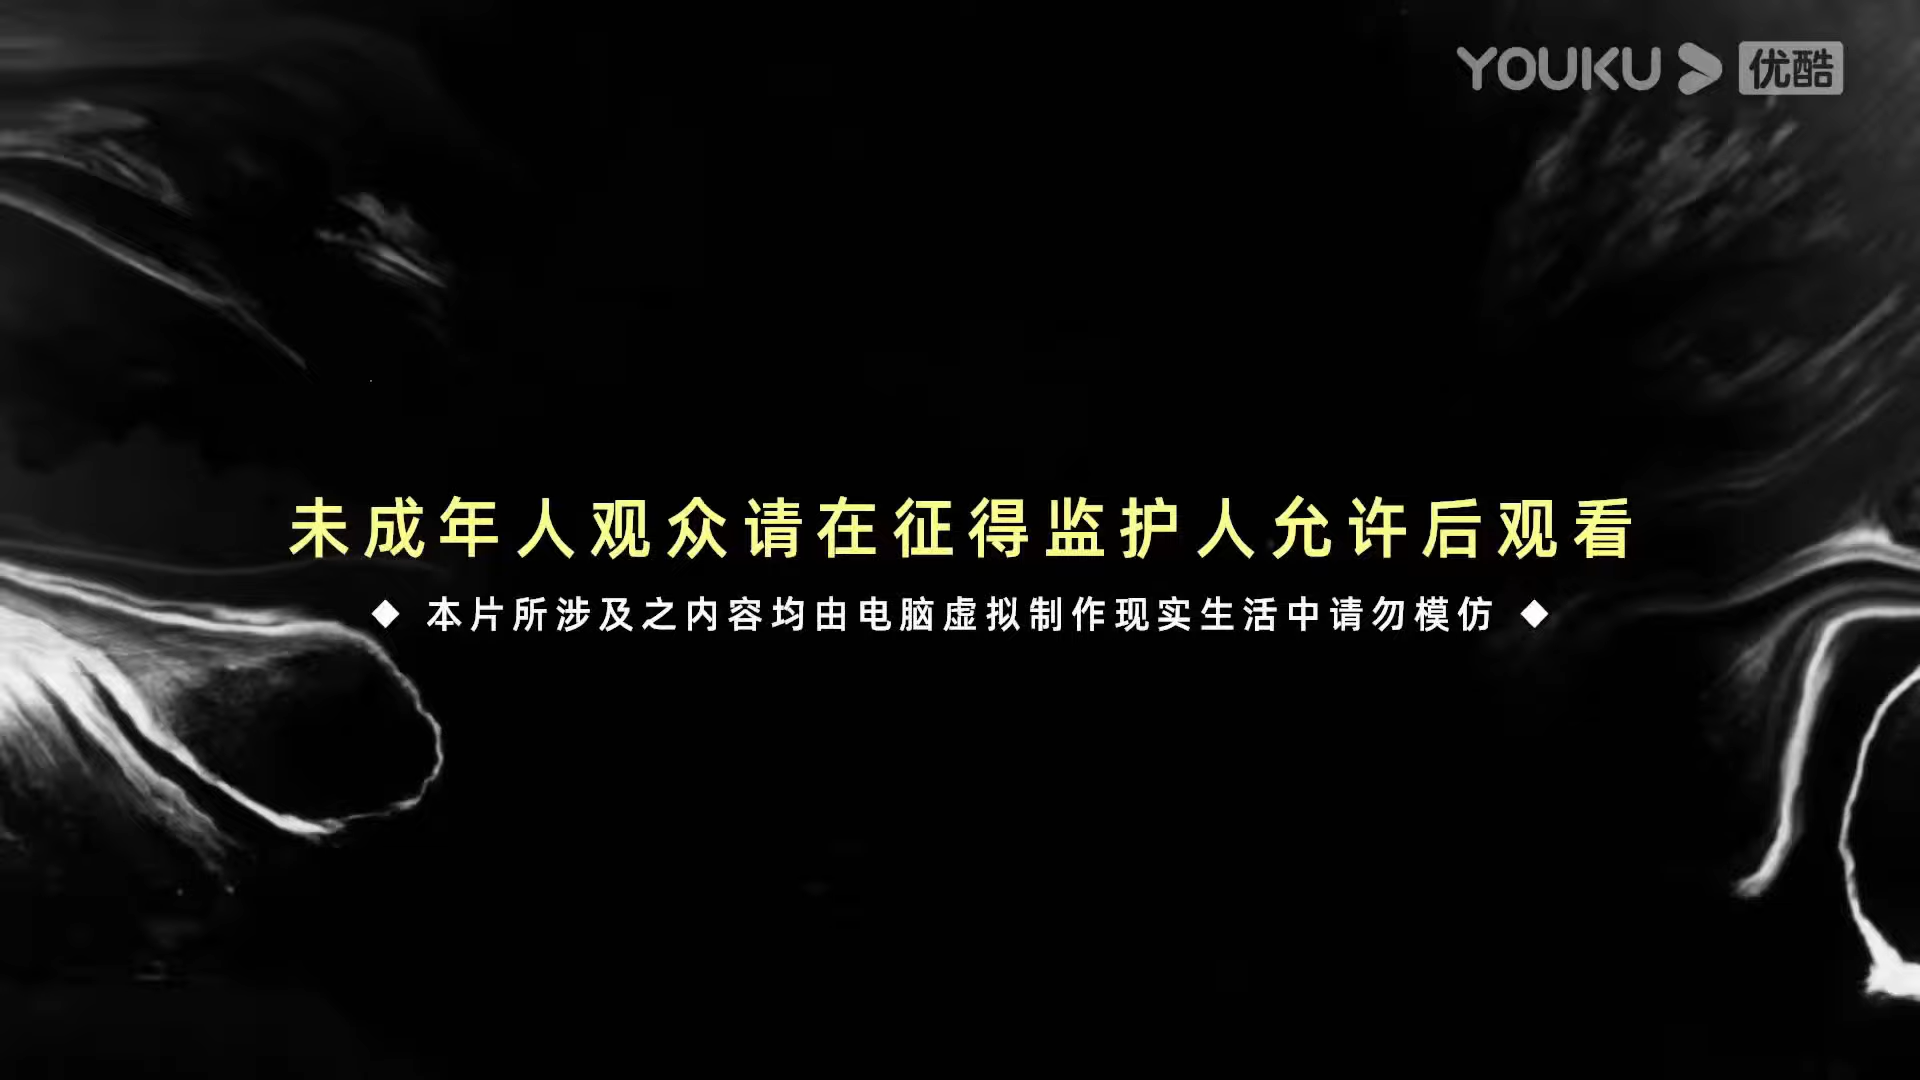 YOUKU 优酷
未成年人观众请在征得监护人允许后观看
◆ 本片所涉及之内容均由电脑虚拟制作现实生活中请勿模仿 ◆